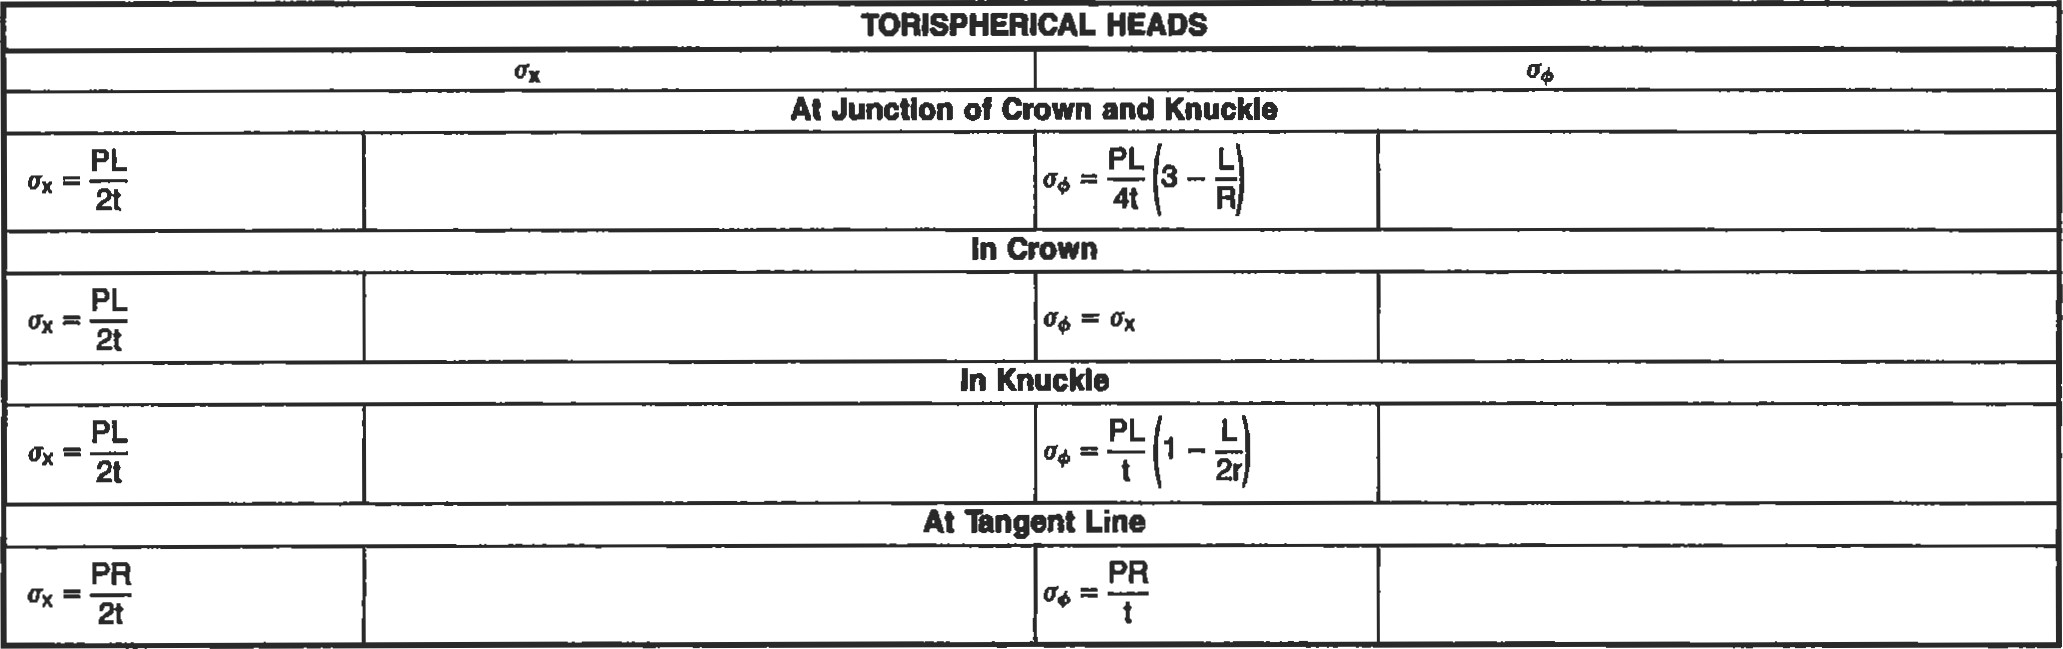 TORISPHERICAL HEADS
σx σϕ
At Junction of Crown and Knuckle
σx = PL/2t σϕ = PL/4t (3 − L/R)
In Crown
σx = PL/2t σϕ = σx
In Knuckle
σx = PL/2t σϕ = PL/t (1 − L/2r)
At Tangent Line
σx = PR/2t σϕ = PR/t